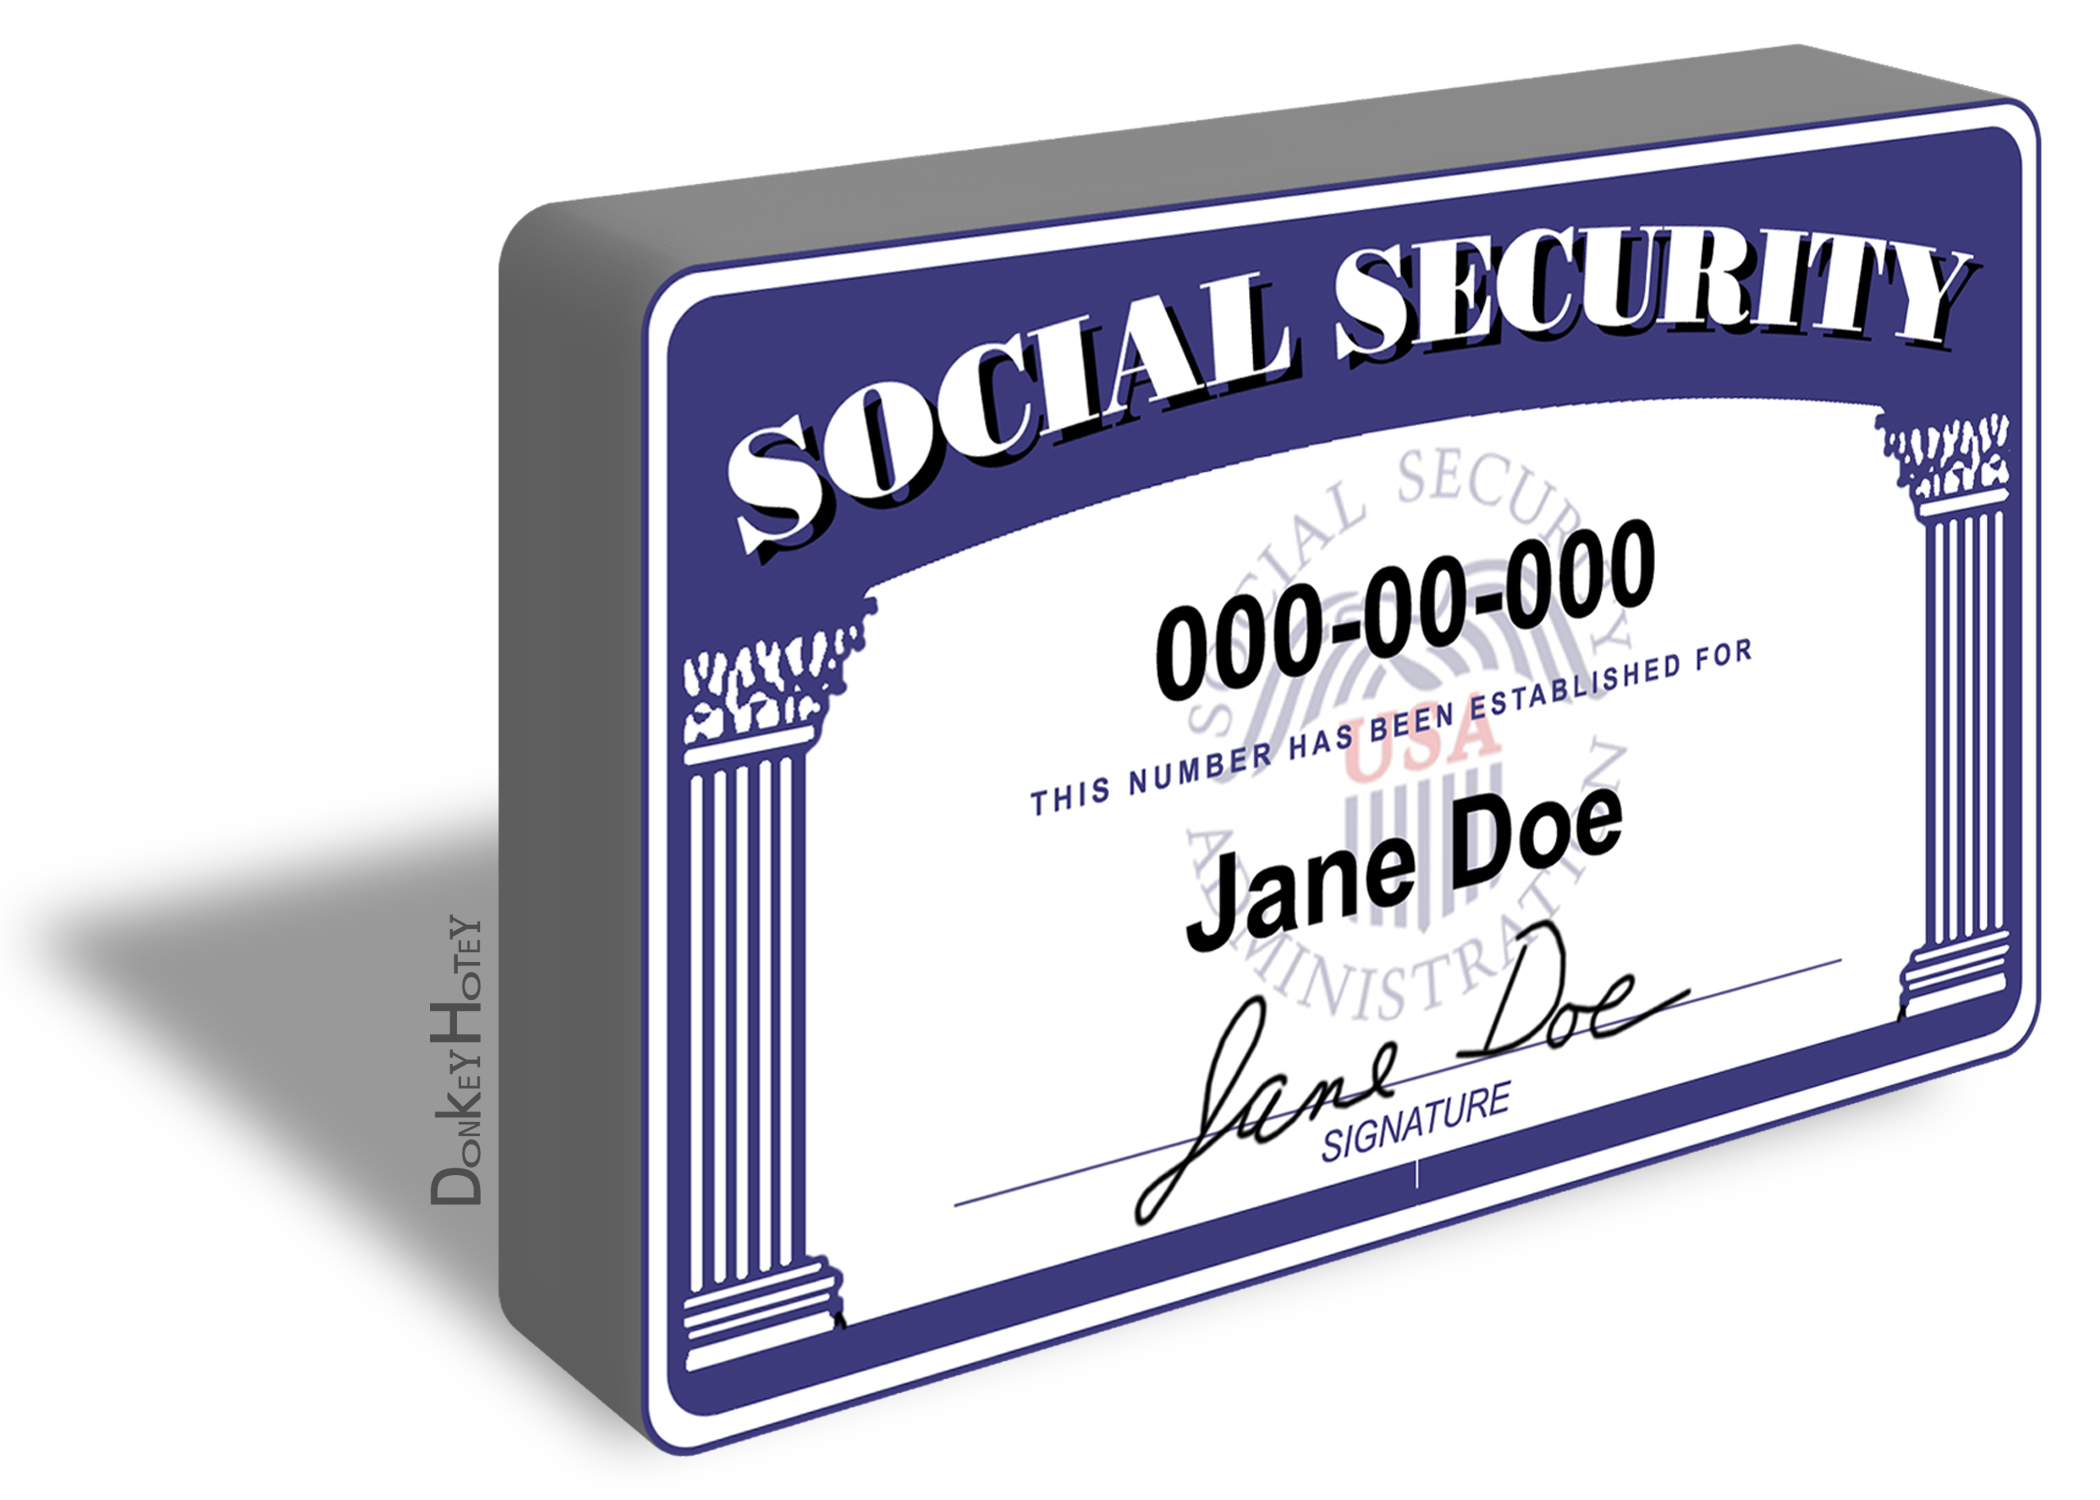 SOCIAL SECURITY
SOCIAL SECURITY
000-00-000
THIS NUMBER HAS BEEN ESTABLISHED FOR
USA
Jane Doe
ADMINISTRATION
Jane Doe
SIGNATURE
DONKEYHOTEY